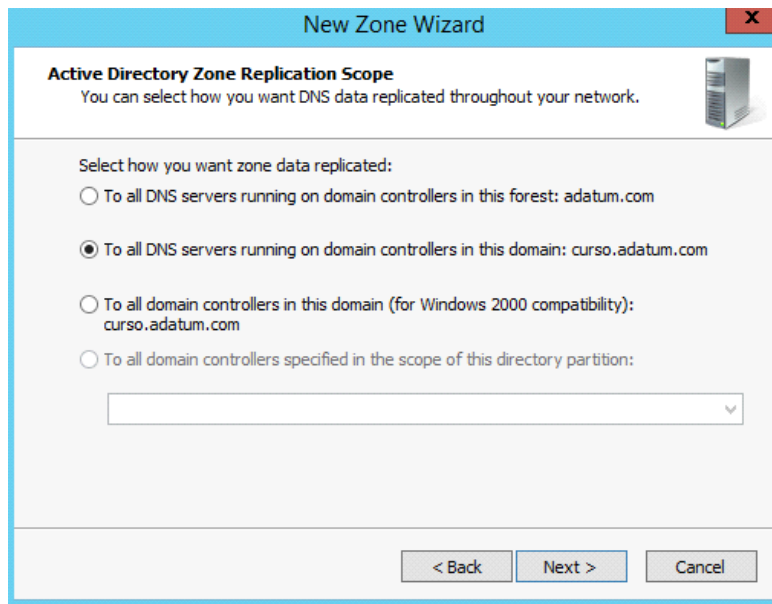 New Zone Wizard
x
Active Directory Zone Replication Scope
You can select how you want DNS data replicated throughout your network.
Select how you want zone data replicated:
To all DNS servers running on domain controllers in this forest: adatum.com
To all DNS servers running on domain controllers in this domain: curso.adatum.com
To all domain controllers in this domain (for Windows 2000 compatibility):
curso.adatum.com
To all domain controllers specified in the scope of this directory partition:
< Back
Next >
Cancel